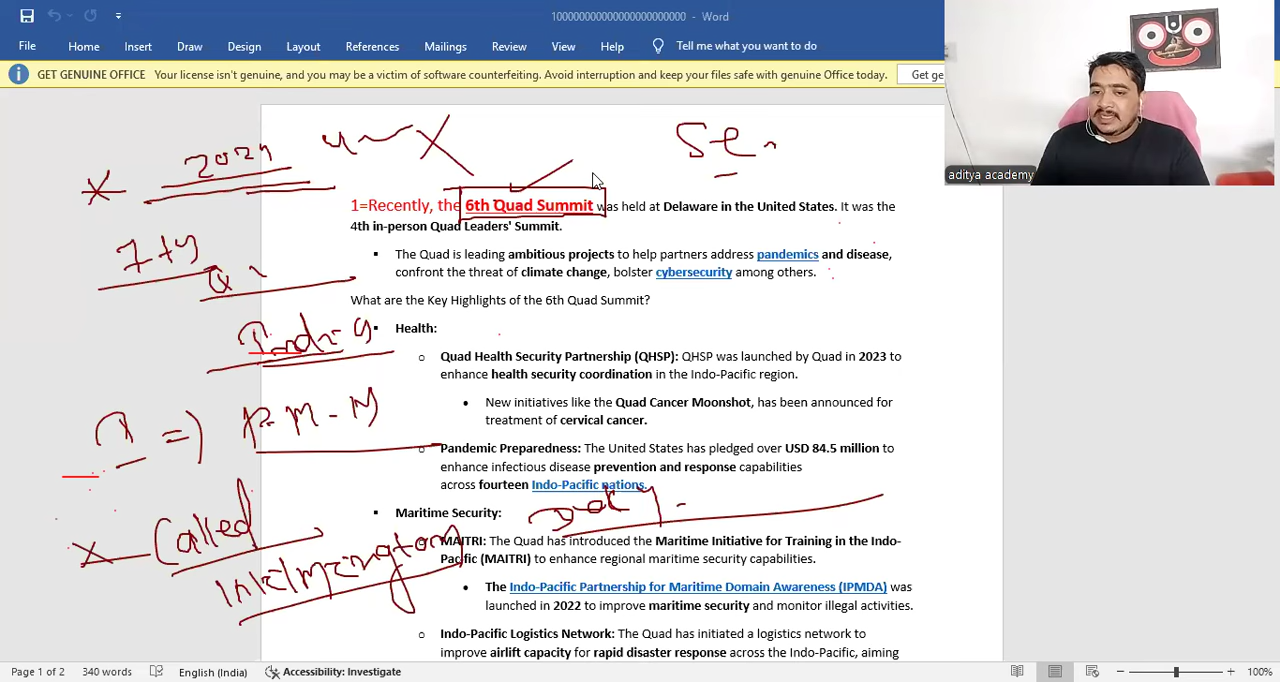 10000000000000000000000 - Word
File Home Insert Draw Design Layout References Mailings Review View Help Tell me what you want to do
GET GENUINE OFFICE Your license isn't genuine, and you may be a victim of software counterfeiting. Avoid interruption and keep your files safe with genuine Office today. Get ge
aditya academy
2024
1=Recently, the 6th Quad Summit was held at Delaware in the United States. It was the
4th in-person Quad Leaders' Summit.
▪ The Quad is leading ambitious projects to help partners address pandemics and disease,
confront the threat of climate change, bolster cybersecurity among others.
What are the Key Highlights of the 6th Quad Summit?
▪ Health:
o Quad Health Security Partnership (QHSP): QHSP was launched by Quad in 2023 to
enhance health security coordination in the Indo-Pacific region.
• New initiatives like the Quad Cancer Moonshot, has been announced for
treatment of cervical cancer.
o Pandemic Preparedness: The United States has pledged over USD 84.5 million to
enhance infectious disease prevention and response capabilities
across fourteen Indo-Pacific nations.
▪ Maritime Security:
Called
o MAITRI: The Quad has introduced the Maritime Initiative for Training in the Indo-
Pacific (MAITRI) to enhance regional maritime security capabilities.
• The Indo-Pacific Partnership for Maritime Domain Awareness (IPMDA) was
launched in 2022 to improve maritime security and monitor illegal activities.
o Indo-Pacific Logistics Network: The Quad has initiated a logistics network to
improve airlift capacity for rapid disaster response across the Indo-Pacific, aiming
Page 1 of 2 340 words English (India) Accessibility: Investigate 100%